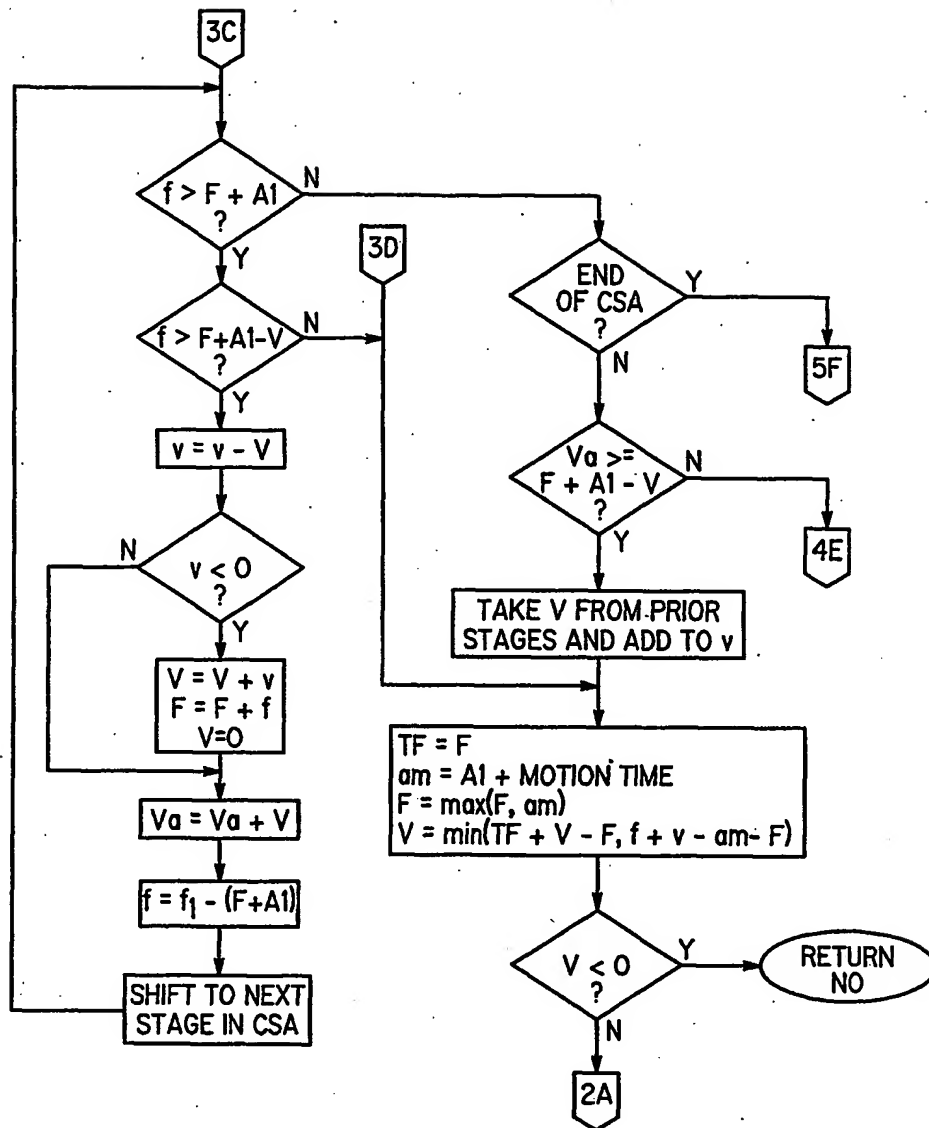 3C
f > F + A1
?
N
Y
3D
f > F+A1-V
?
N
Y
v = v - V
v < 0
?
N
Y
V = V + v
F = F + f
V=0
Va = Va + V
f = f1 - (F+A1)
SHIFT TO NEXT
STAGE IN CSA
END
OF CSA
?
Y
N
5F
Va >=
F + A1 - V
?
N
Y
4E
TAKE V FROM PRIOR
STAGES AND ADD TO v
TF = F
am = A1 + MOTION TIME
F = max(F, am)
V = min(TF + V - F, f + v - am - F)
V < 0
?
Y
N
RETURN
NO
2A